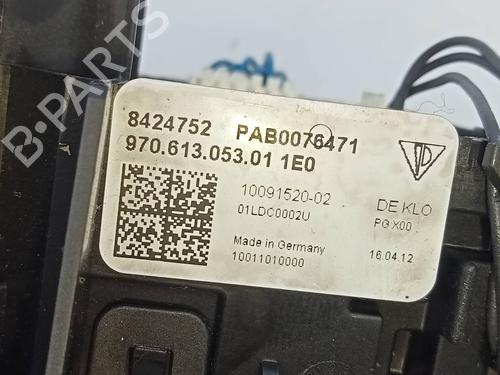 8424752 PAB0076471
970.613.053.01 1E0
10091520-02 DE KLO
01LDC0002U PG X00
Made in Germany 16.04.12
10011010000